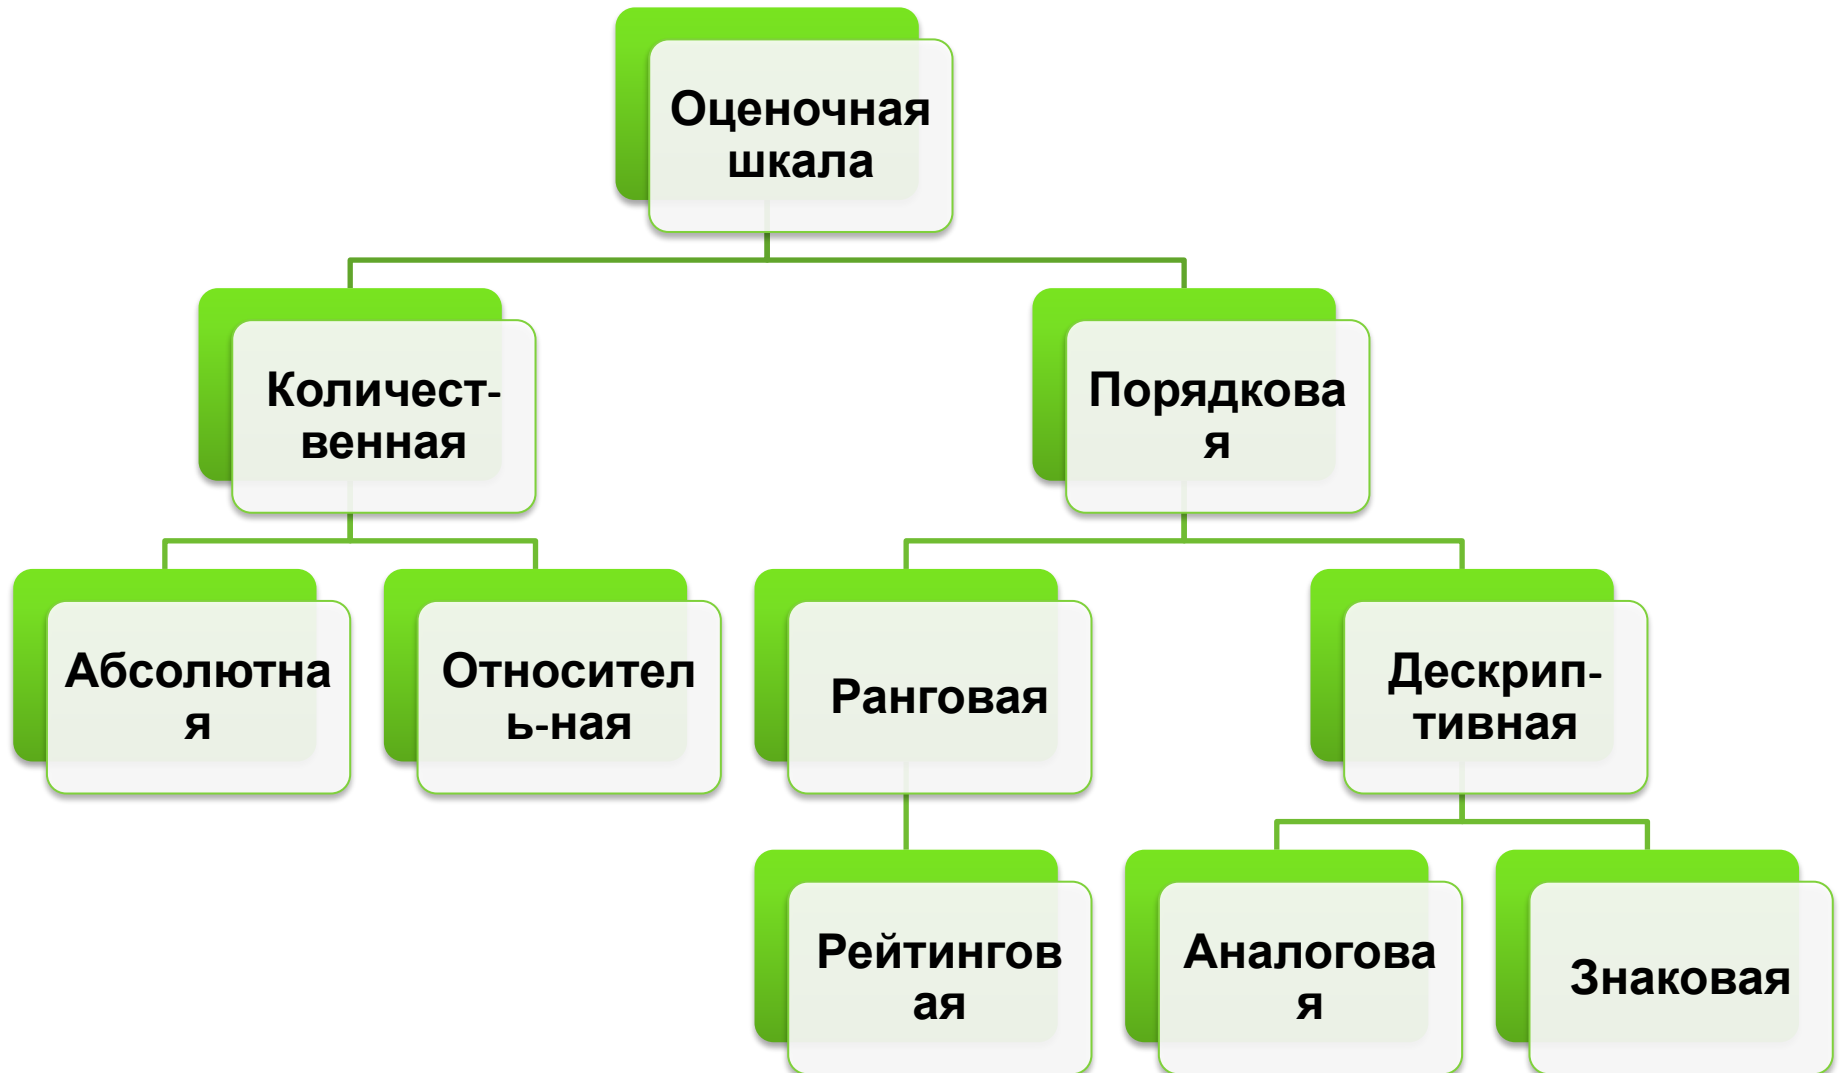 Оценочная
шкала
Количест-
венная
Порядкова
я
Абсолютна
я
Относител
ь-ная
Ранговая
Дескрип-
тивная
Рейтингов
ая
Аналогова
я
Знаковая